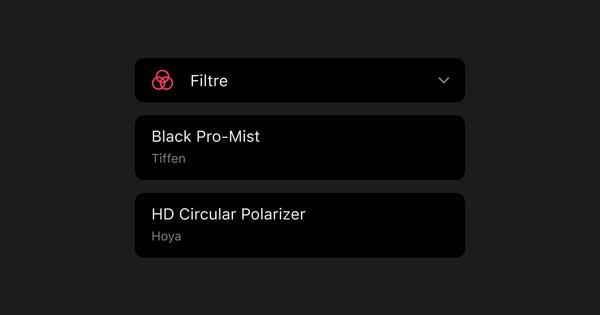 Filtre
Black Pro-Mist
Tiffen
HD Circular Polarizer
Hoya